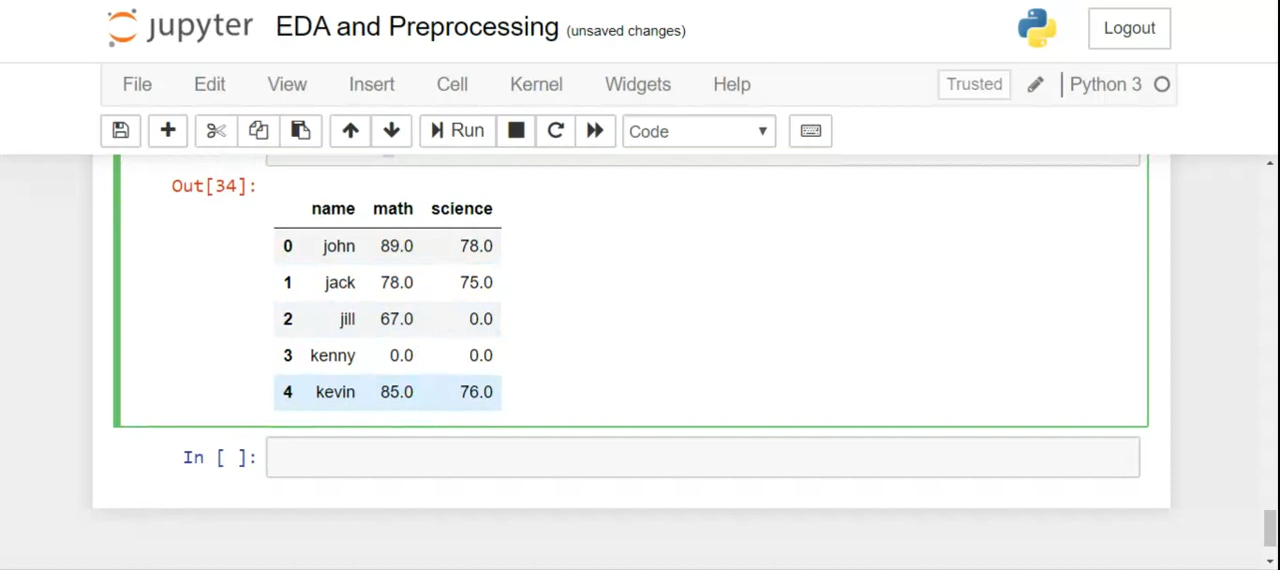 jupyter EDA and Preprocessing (unsaved changes) Logout
File Edit View Insert Cell Kernel Widgets Help Trusted Python 3
Run Code
Out[34]:
name math science
0 john 89.0 78.0
1 jack 78.0 75.0
2 jill 67.0 0.0
3 kenny 0.0 0.0
4 kevin 85.0 76.0
In [ ]: